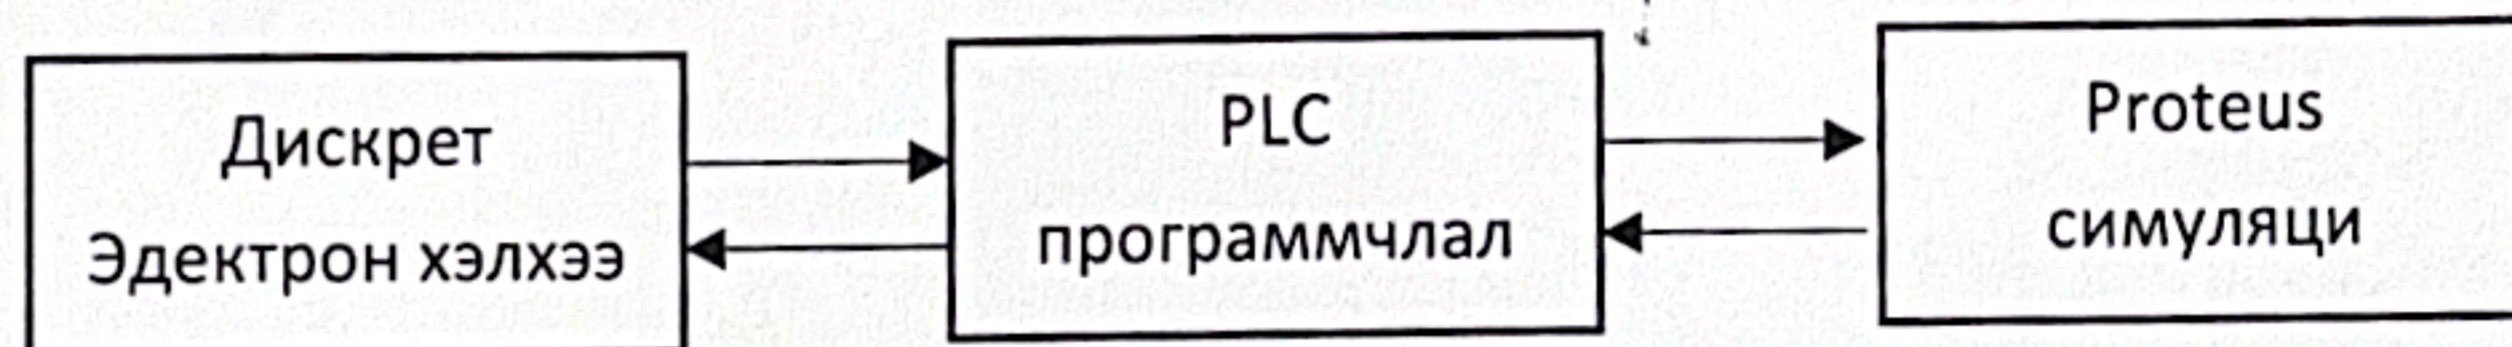 Дискрет
Эдектрон хэлхээ
PLC
программчлал
Proteus
симуляци